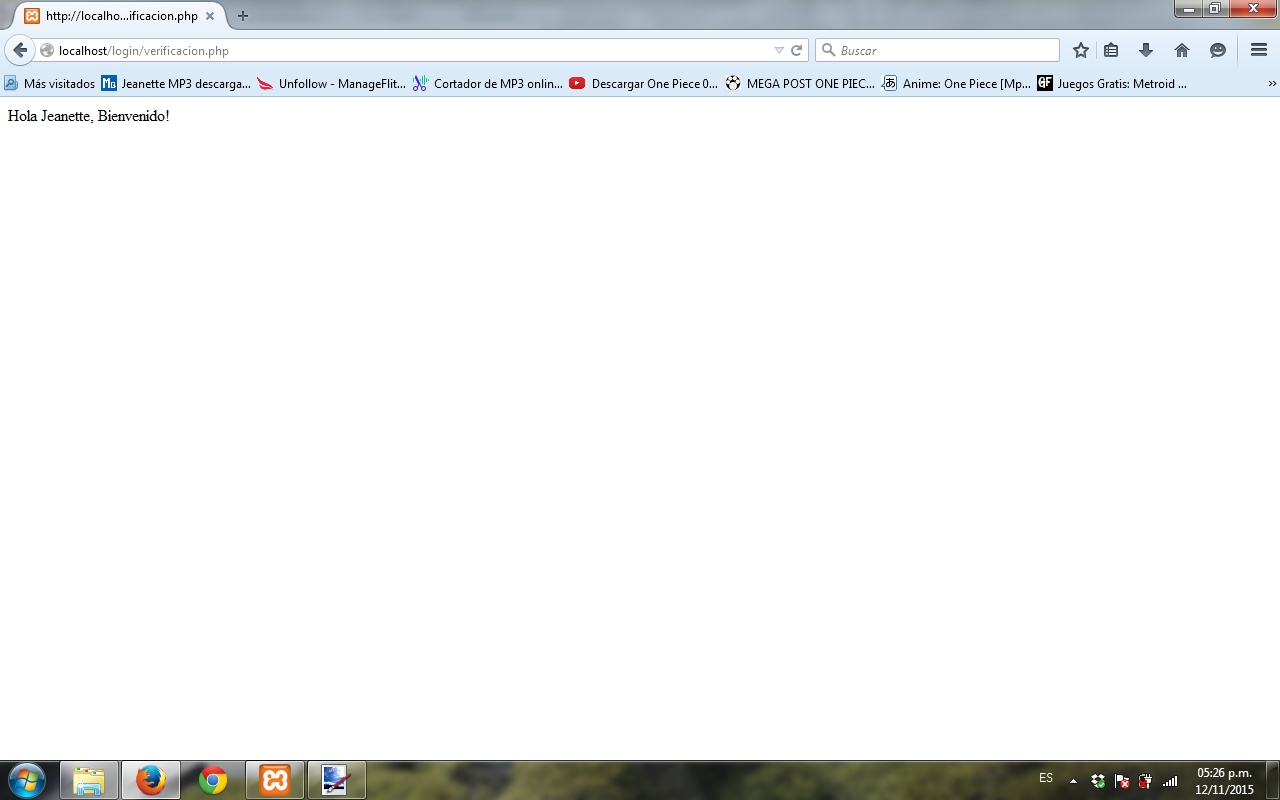 http://localho...ificacion.php
localhost/login/verificacion.php
Buscar
Más visitados
Jeanette MP3 descarga...
Unfollow - ManageFlit...
Cortador de MP3 onlin...
Descargar One Piece 0...
MEGA POST ONE PIEC...
Anime: One Piece [Mp...
Juegos Gratis: Metroid ...
Hola Jeanette, Bienvenido!
ES
05:26 p.m.
12/11/2015